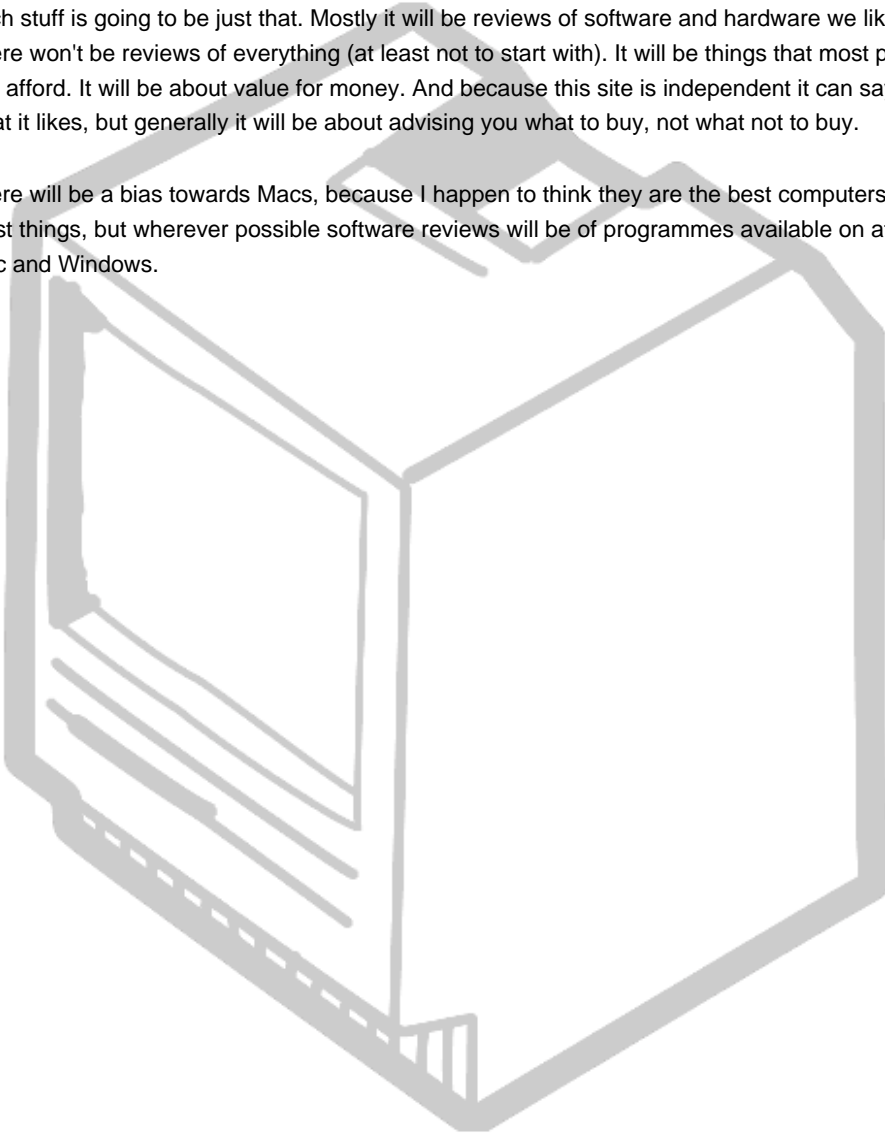 ch stuff is going to be just that. Mostly it will be reviews of software and hardware we lik
ere won't be reviews of everything (at least not to start with). It will be things that most p
afford. It will be about value for money. And because this site is independent it can sa
at it likes, but generally it will be about advising you what to buy, not what not to buy.
ere will be a bias towards Macs, because I happen to think they are the best computers
st things, but wherever possible software reviews will be of programmes available on a
c and Windows.